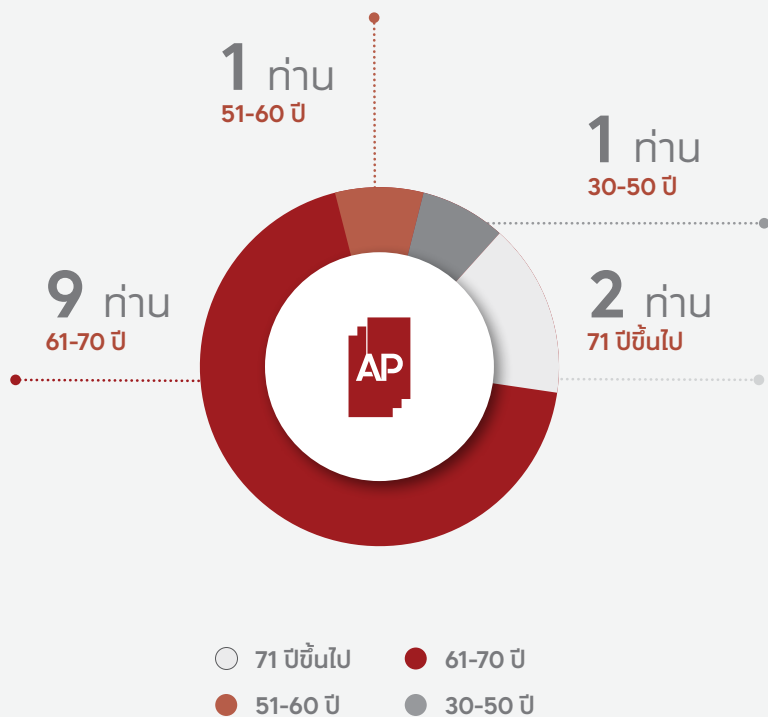 1 ท่าน
51-60 ปี
1 ท่าน
30-50 ปี
9 ท่าน
61-70 ปี
2 ท่าน
71 ปีขึ้นไป
AP
71 ปีขึ้นไป
61-70 ปี
51-60 ปี
30-50 ปี